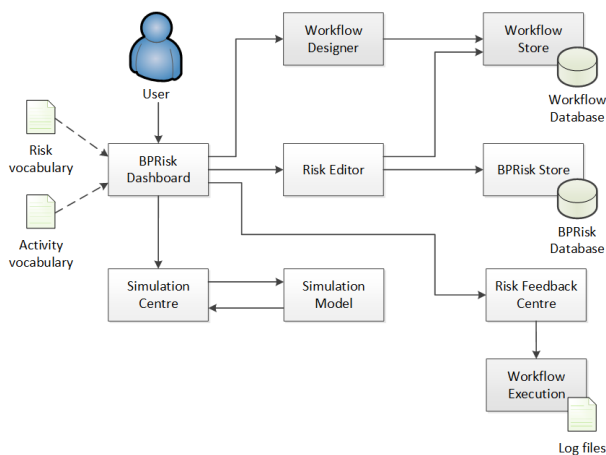 Workflow
Designer
Workflow
Store
User
Workflow
Database
Risk
vocabulary
BPRisk
Dashboard
Risk Editor
BPRisk Store
Activity
vocabulary
BPRisk
Database
Simulation
Centre
Simulation
Model
Risk Feedback
Centre
Workflow
Execution
Log files